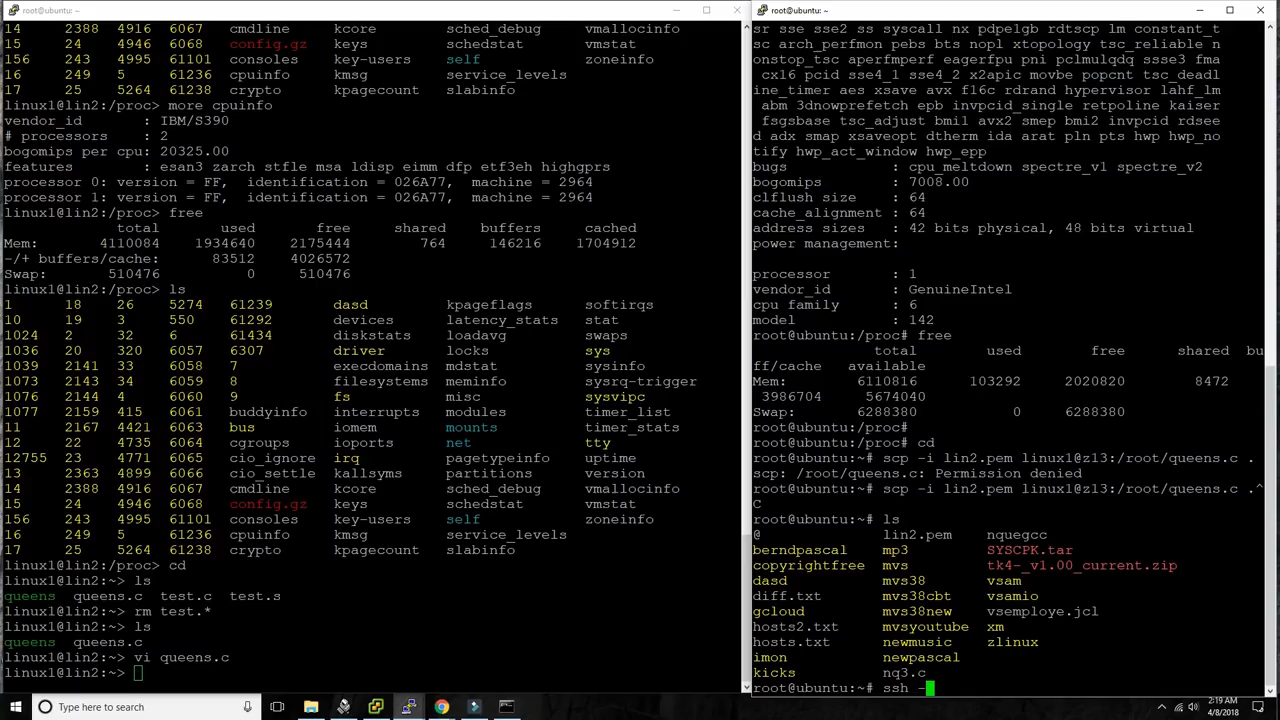 root@ubuntu: ~
14     2388  4916  6067   cmdline      kcore          sched_debug    vmallocinfo
15     24    4946  6068   config.gz    keys           schedstat      vmstat
156    243   4995  61101  consoles     key-users      self           zoneinfo
16     249   5     61236  cpuinfo      kmsg           service_levels
17     25    5264  61238  crypto       kpagecount     slabinfo
linux1@lin2:/proc> more cpuinfo
vendor_id       : IBM/S390
# processors    : 2
bogomips per cpu: 20325.00
features        : esan3 zarch stfle msa ldisp eimm dfp etf3eh highgprs
processor 0: version = FF,  identification = 026A77,  machine = 2964
processor 1: version = FF,  identification = 026A77,  machine = 2964
linux1@lin2:/proc> free
             total       used       free     shared    buffers     cached
Mem:       4110084    1934640    2175444        764     146216    1704912
-/+ buffers/cache:      83512    4026572
Swap:       510476          0     510476
linux1@lin2:/proc> ls
1      18    26    5274   61239        dasd           kpageflags     softirqs
10     19    3     550    61292        devices        latency_stats  stat
1024   2     32    6      61434        diskstats      loadavg        swaps
1036   20    320   6057   6307         driver         locks          sys
1039   2141  33    6058   7            execdomains    mdstat         sysinfo
1073   2143  34    6059   8            filesystems    meminfo        sysrq-trigger
1076   2144  4     6060   9            fs             misc           sysvipc
1077   2159  415   6061   buddyinfo    interrupts     modules        timer_list
11     2167  4421  6063   bus          iomem          mounts         timer_stats
12     22    4735  6064   cgroups      ioports        net            tty
12755  23    4771  6065   cio_ignore   irq            pagetypeinfo   uptime
13     2363  4899  6066   cio_settle   kallsyms       partitions     version
14     2388  4916  6067   cmdline      kcore          sched_debug    vmallocinfo
15     24    4946  6068   config.gz    keys           schedstat      vmstat
156    243   4995  61101  consoles     key-users      self           zoneinfo
16     249   5     61236  cpuinfo      kmsg           service_levels
17     25    5264  61238  crypto       kpagecount     slabinfo
linux1@lin2:/proc> cd
linux1@lin2:~> ls
queens  queens.c  test.c  test.s
linux1@lin2:~> rm test.*
linux1@lin2:~> ls
queens  queens.c
linux1@lin2:~> vi queens.c
linux1@lin2:~>
root@ubuntu: ~
sr sse sse2 ss syscall nx pdpe1gb rdtscp lm constant_t
sc arch_perfmon pebs bts nopl xtopology tsc_reliable n
onstop_tsc aperfmperf eagerfpu pni pclmulqdq ssse3 fma
cx16 pcid sse4_1 sse4_2 x2apic movbe popcnt tsc_deadl
ine_timer aes xsave avx f16c rdrand hypervisor lahf_lm
abm 3dnowprefetch epb invpcid_single retpoline kaiser
fsgsbase tsc_adjust bmi1 avx2 smep bmi2 invpcid rdsee
d adx smap xsaveopt dtherm ida arat pln pts hwp hwp_no
tify hwp_act_window hwp_epp
bugs            : cpu_meltdown spectre_v1 spectre_v2
bogomips        : 7008.00
clflush size    : 64
cache_alignment : 64
address sizes   : 42 bits physical, 48 bits virtual
power management:
processor       : 1
vendor_id       : GenuineIntel
cpu family      : 6
model           : 142
root@ubuntu:/proc# free
              total        used        free      shared  bu
ff/cache   available
Mem:        6110816      103292     2020820        8472
 3986704     5674040
Swap:       6288380           0     6288380
root@ubuntu:/proc#
root@ubuntu:/proc# cd
root@ubuntu:~# scp -i lin2.pem linux1@z13:/root/queens.c .
scp: /root/queens.c: Permission denied
root@ubuntu:~# scp -i lin2.pem linux1@z13:/root/queens.c .^
C
root@ubuntu:~# ls
@              lin2.pem     nquegcc
berndpascal    mp3          SYSCPK.tar
copyrightfree  mvs          tk4-_v1.00_current.zip
dasd           mvs38        vsam
diff.txt       mvs38cbt     vsamio
gcloud         mvs38new     vsemploye.jcl
hosts2.txt     mvsyoutube   xm
hosts.txt      newmusic     zlinux
imon           newpascal
kicks          nq3.c
root@ubuntu:~# ssh -
Type here to search
2:19 AM
4/8/2018